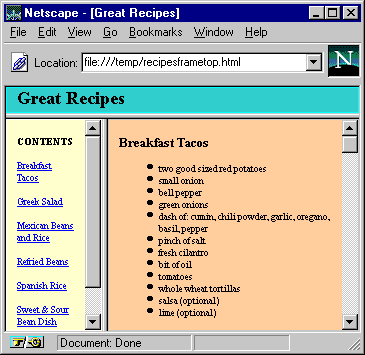 Netscape - [Great Recipes]
File Edit View Go Bookmarks Window Help
Location: file:///temp/recipesframetop.html
N
Great Recipes
CONTENTS
Breakfast
Tacos
Greek Salad
Mexican Beans
and Rice
Refried Beans
Spanish Rice
Sweet & Sour
Bean Dish
Breakfast Tacos
two good sized red potatoes
small onion
bell pepper
green onions
dash of: cumin, chili powder, garlic, oregano,
basil, pepper
pinch of salt
fresh cilantro
bit of oil
tomatoes
whole wheat tortillas
salsa (optional)
lime (optional)
Document: Done